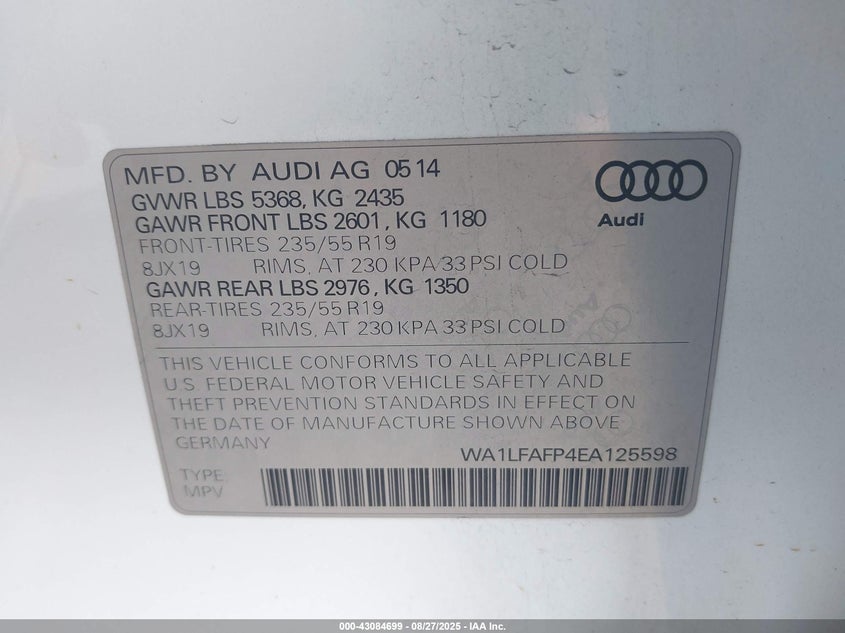 MFD. BY AUDI AG 05 14
GVWR LBS 5368, KG 2435
GAWR FRONT LBS 2601, KG 1180
FRONT-TIRES 235/55 R19
8JX19 RIMS, AT 230 KPA/33 PSI COLD
GAWR REAR LBS 2976, KG 1350
REAR-TIRES 235/55 R19
8JX19 RIMS, AT 230 KPA 33 PSI COLD
Audi
Audi
THIS VEHICLE CONFORMS TO ALL APPLICABLE
U.S. FEDERAL MOTOR VEHICLE SAFETY AND
THEFT PREVENTION STANDARDS IN EFFECT ON
THE DATE OF MANUFACTURE SHOWN ABOVE
GERMANY
WA1LFAFP4EA125598
TYPE:
MPV
000-43084699 - 08/27/2025 - IAA Inc.